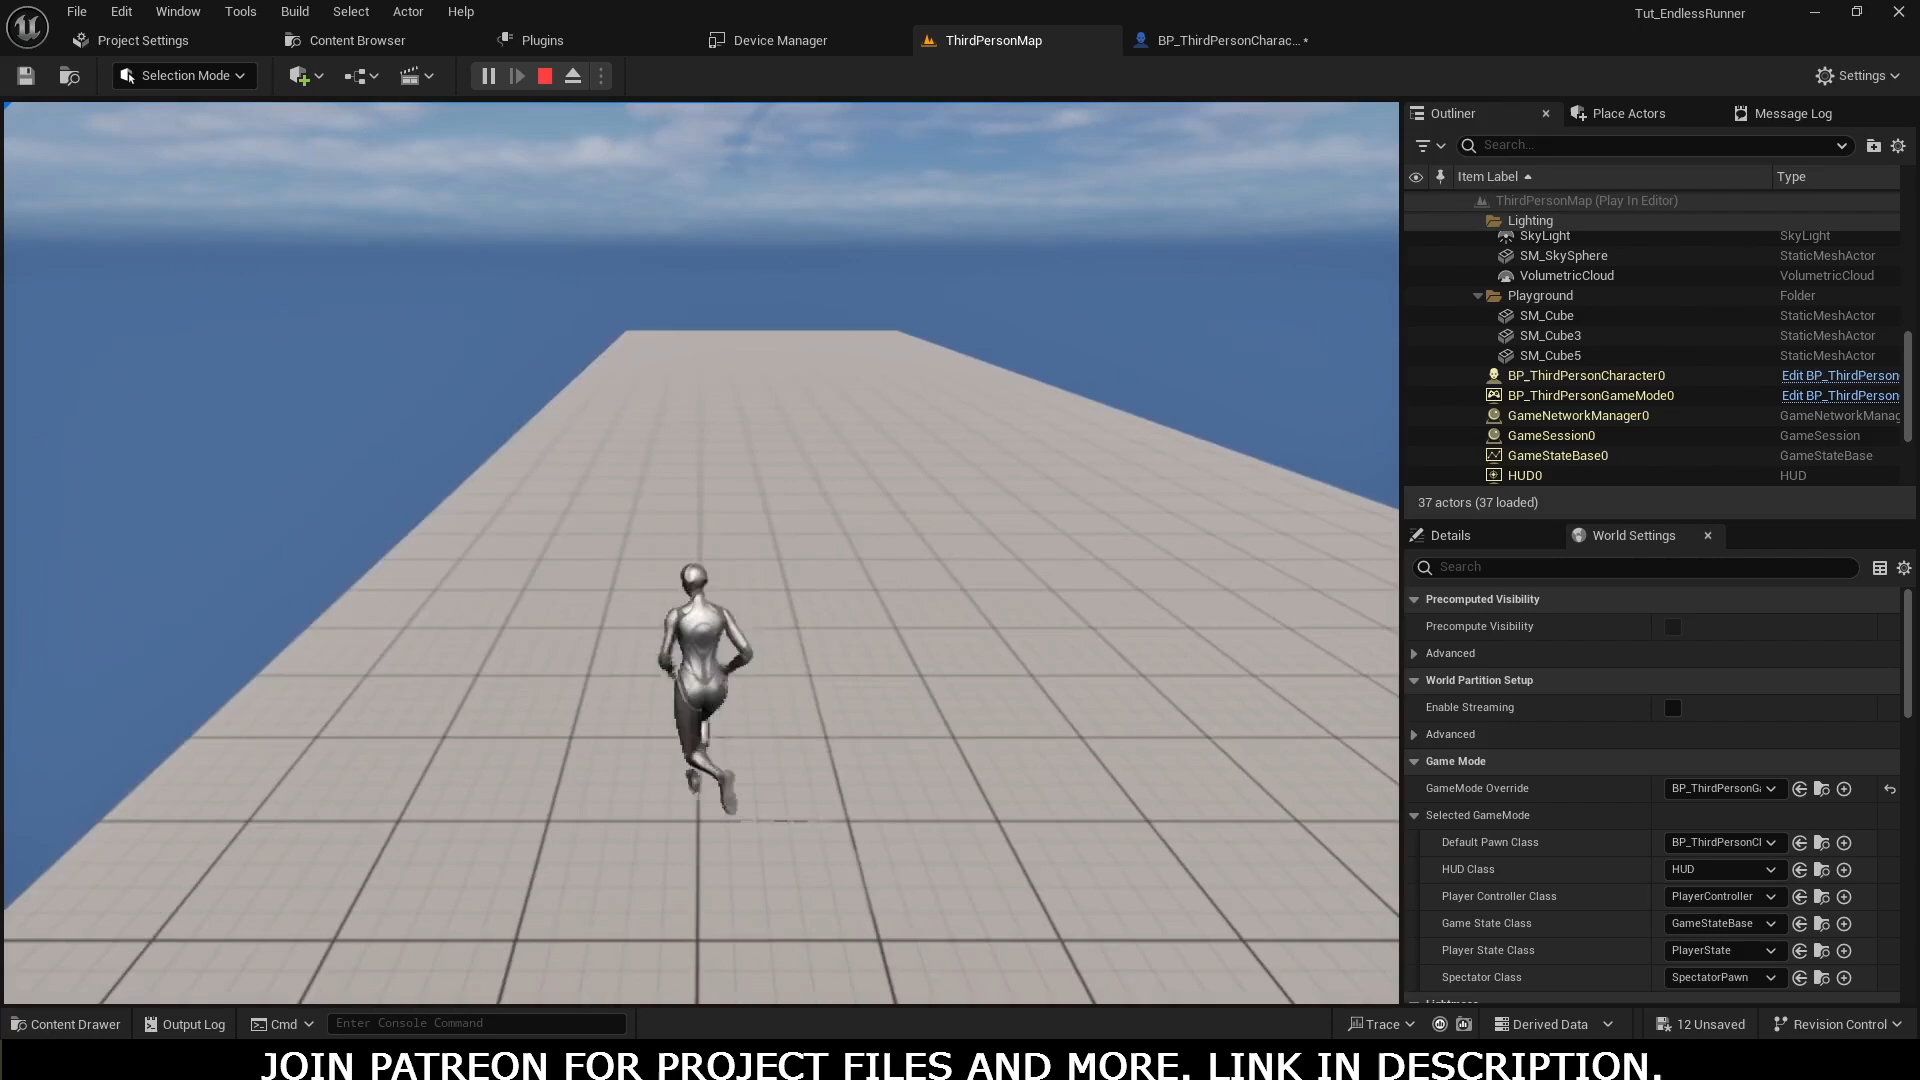 File Edit Window Tools Build Select Actor Help
Tut_EndlessRunner
Project Settings
Content Browser
Plugins
Device Manager
ThirdPersonMap
BP_ThirdPersonCharac... *
Selection Mode
Settings
Outliner
Place Actors
Message Log
Search...
Item Label
Type
ThirdPersonMap (Play In Editor)
Lighting
SkyLight SkyLight
SM_SkySphere StaticMeshActor
VolumetricCloud VolumetricCloud
Playground Folder
SM_Cube StaticMeshActor
SM_Cube3 StaticMeshActor
SM_Cube5 StaticMeshActor
BP_ThirdPersonCharacter0 Edit BP_ThirdPerson
BP_ThirdPersonGameMode0 Edit BP_ThirdPerson
GameNetworkManager0 GameNetworkManag
GameSession0 GameSession
GameStateBase0 GameStateBase
HUD0 HUD
37 actors (37 loaded)
Details
World Settings
Search
Precomputed Visibility
Precompute Visibility
Advanced
World Partition Setup
Enable Streaming
Advanced
Game Mode
GameMode Override BP_ThirdPersonGa
Selected GameMode
Default Pawn Class BP_ThirdPersonCl
HUD Class HUD
Player Controller Class PlayerController
Game State Class GameStateBase
Player State Class PlayerState
Spectator Class SpectatorPawn
Content Drawer
Output Log
Cmd
Enter Console Command
Trace
Derived Data
12 Unsaved
Revision Control
JOIN PATREON FOR PROJECT FILES AND MORE. LINK IN DESCRIPTION.